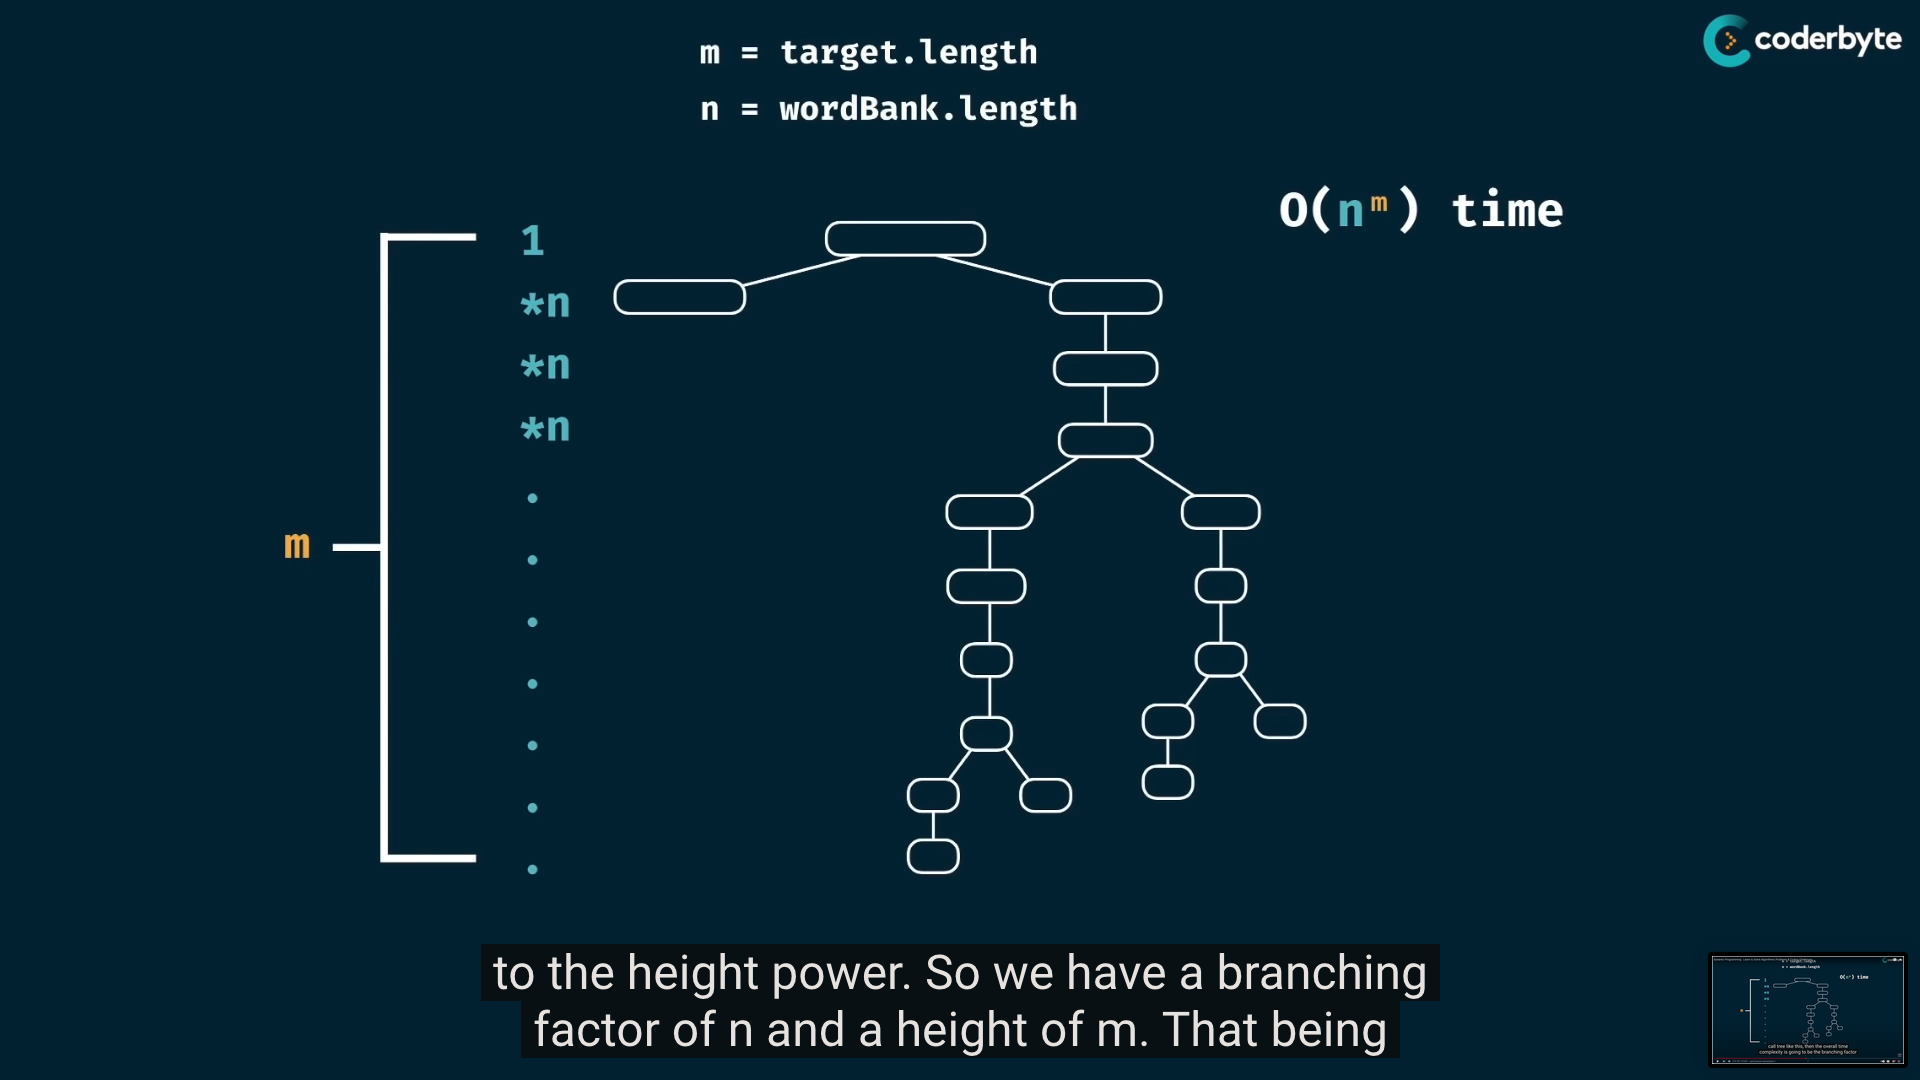 m = target.length
n = wordBank.length
coderbyte
O(nᵐ) time
1
*n
*n
*n
m
to the height power. So we have a branching
factor of n and a height of m. That being